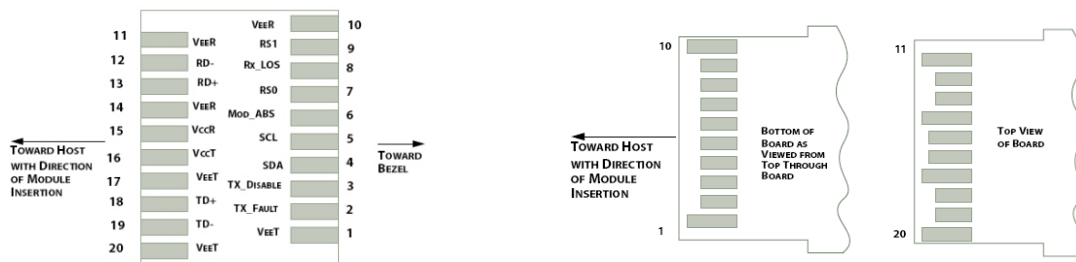 VEER 10
11 VEER RS1 9
12 RD- RX_LOS 8
13 RD+ RS0 7
14 VEER MOD_ABS 6
15 VCCR SCL 5
16 VCCT SDA 4
17 VEET TX_DISABLE 3
18 TD+ TX_FAULT 2
19 TD- VEET 1
20 VEET
TOWARD HOST
WITH DIRECTION
OF MODULE
INSERTION
TOWARD
BEZEL
10
1
TOWARD HOST
WITH DIRECTION
OF MODULE
INSERTION
BOTTOM OF
BOARD AS
VIEWED FROM
TOP THROUGH
BOARD
11
20
TOP VIEW
OF BOARD